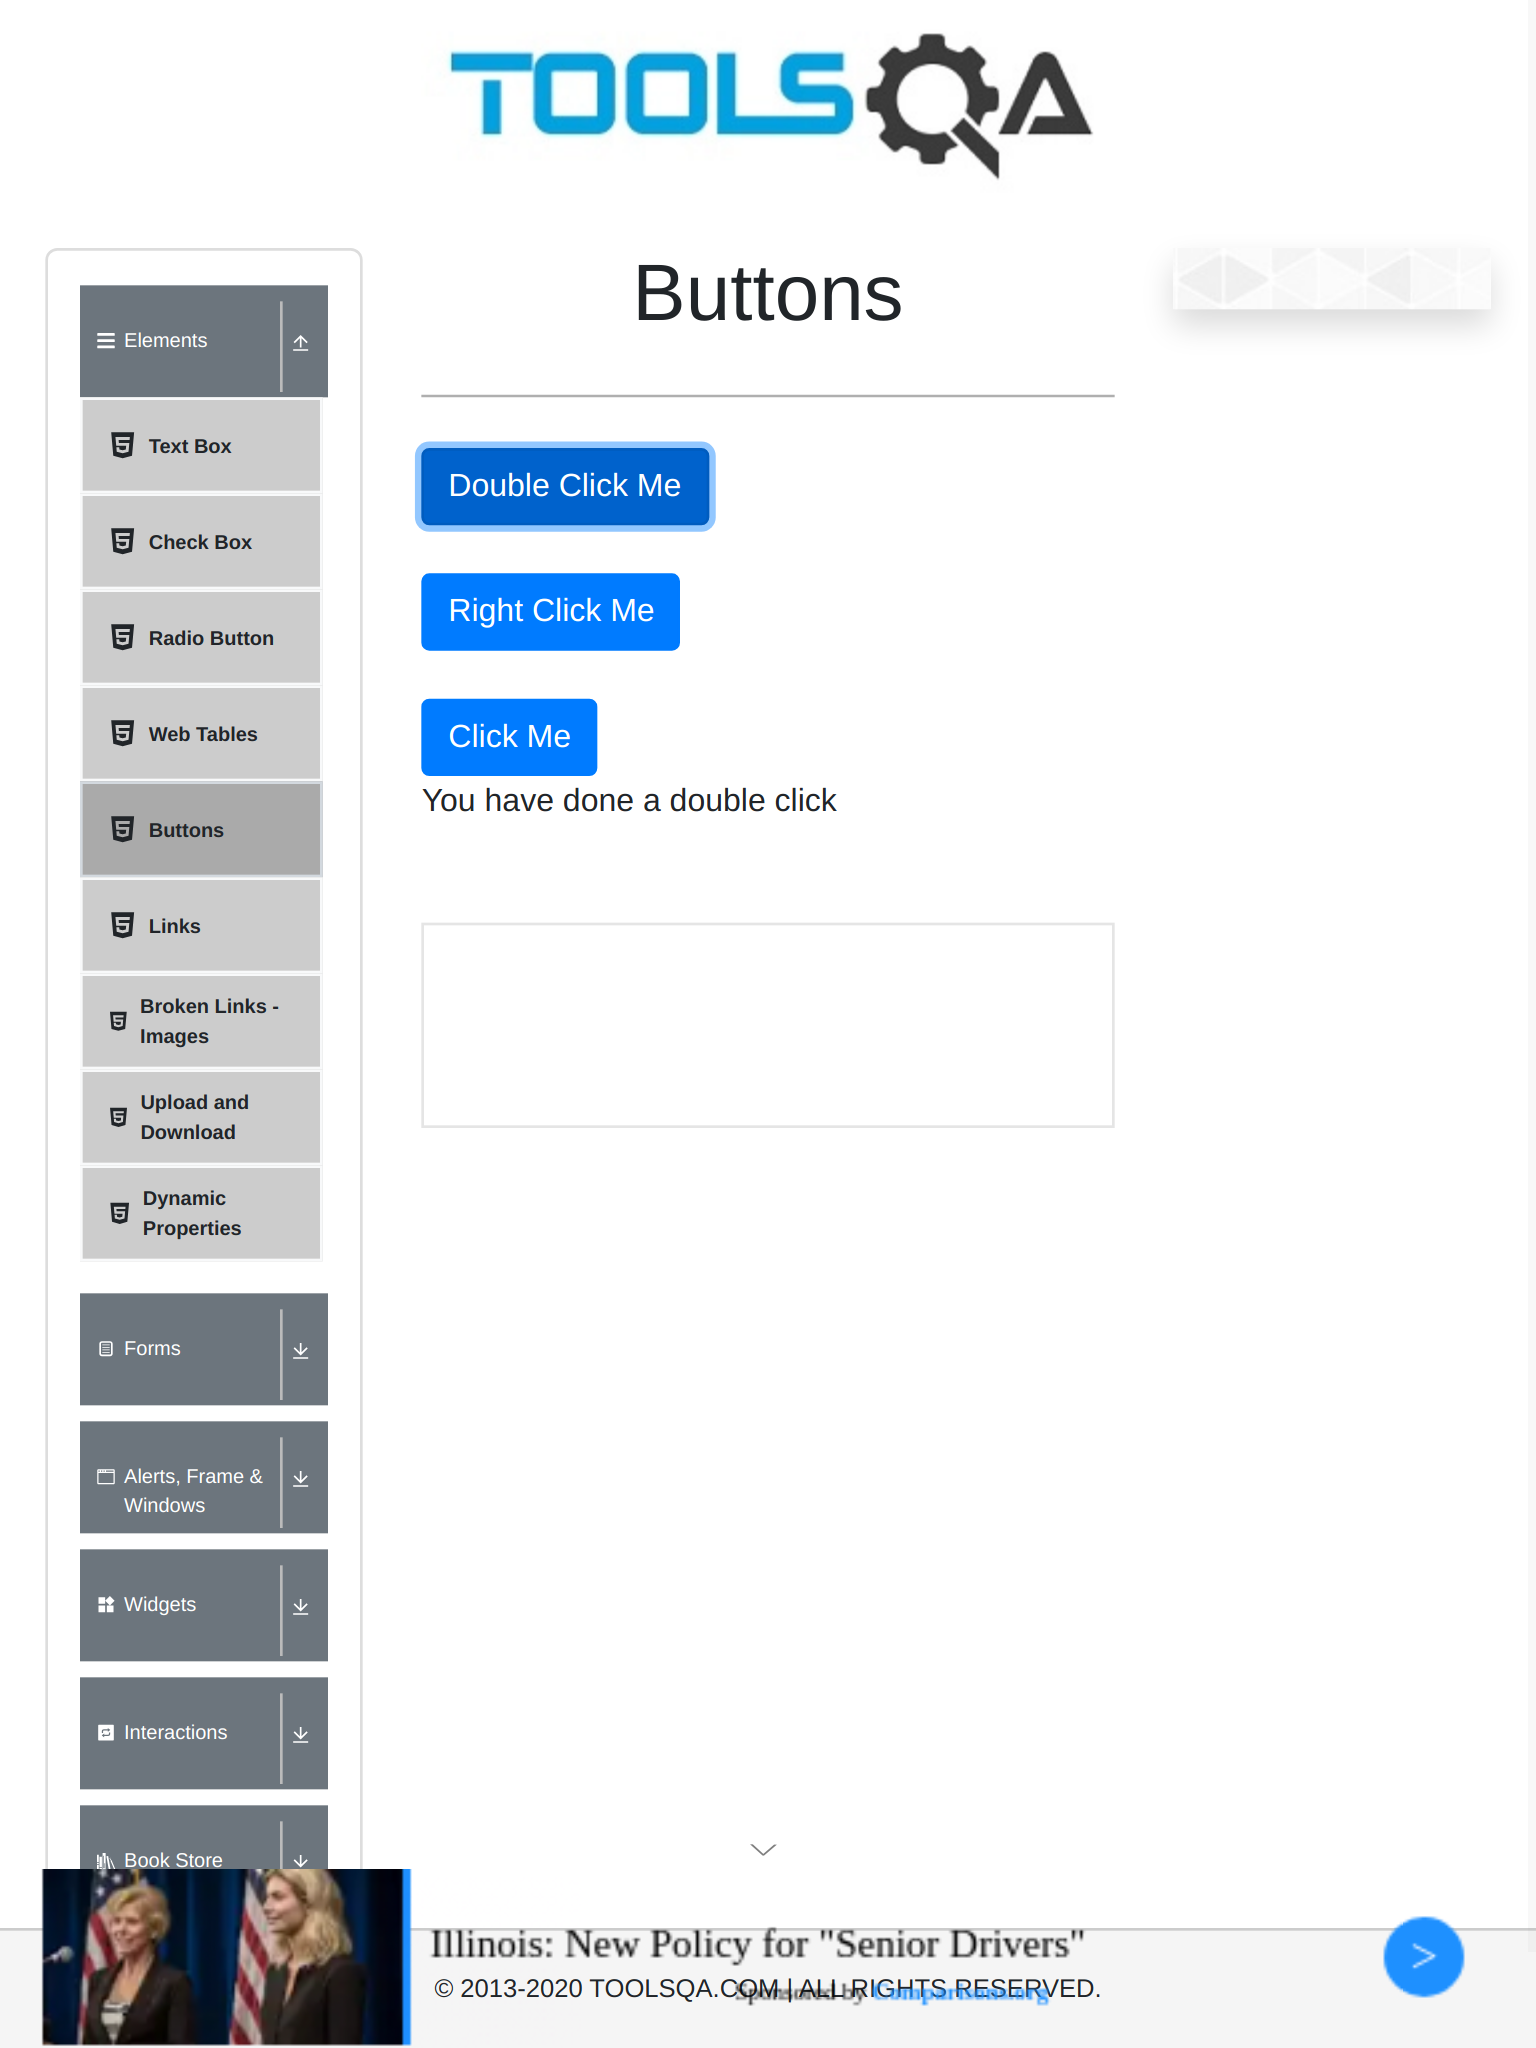 TOOLSQA
Buttons
Elements
Text Box
Check Box
Radio Button
Web Tables
Buttons
Links
Broken Links -
Images
Upload and
Download
Dynamic
Properties
Forms
Alerts, Frame &
Windows
Widgets
Interactions
Book Store
Double Click Me
Right Click Me
Click Me
You have done a double click
Illinois: New Policy for "Senior Drivers"
© 2013-2020 TOOLSQA.COM | ALL RIGHTS RESERVED.
Sponsored by Comparisons.org
>